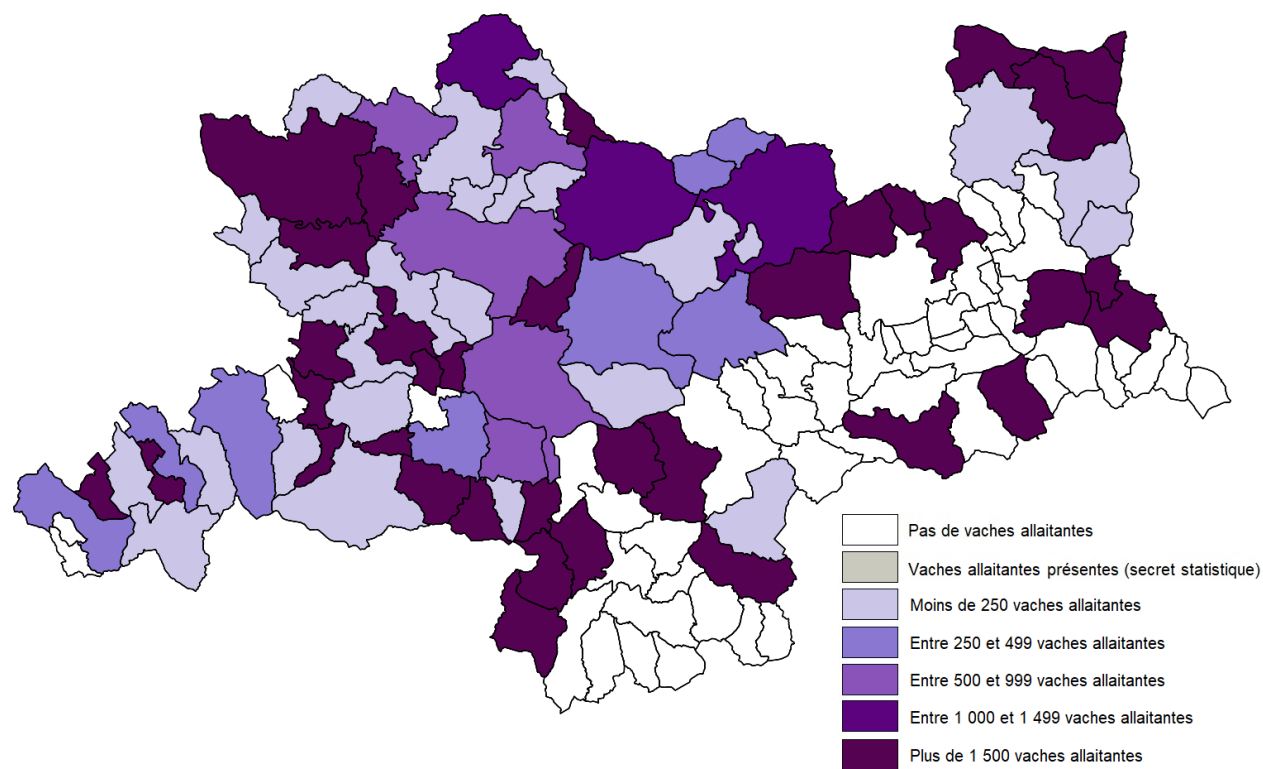 Pas de vaches allaitantes
Vaches allaitantes présentes (secret statistique)
Moins de 250 vaches allaitantes
Entre 250 et 499 vaches allaitantes
Entre 500 et 999 vaches allaitantes
Entre 1 000 et 1 499 vaches allaitantes
Plus de 1 500 vaches allaitantes